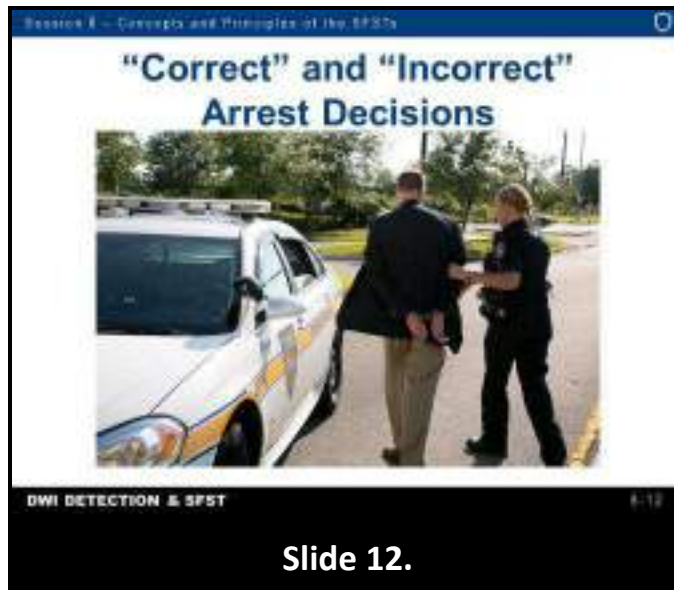 Session 8 – Concepts and Principles of the SFSTs
“Correct” and “Incorrect”
Arrest Decisions
DWI DETECTION & SFST
8-12
Slide 12.